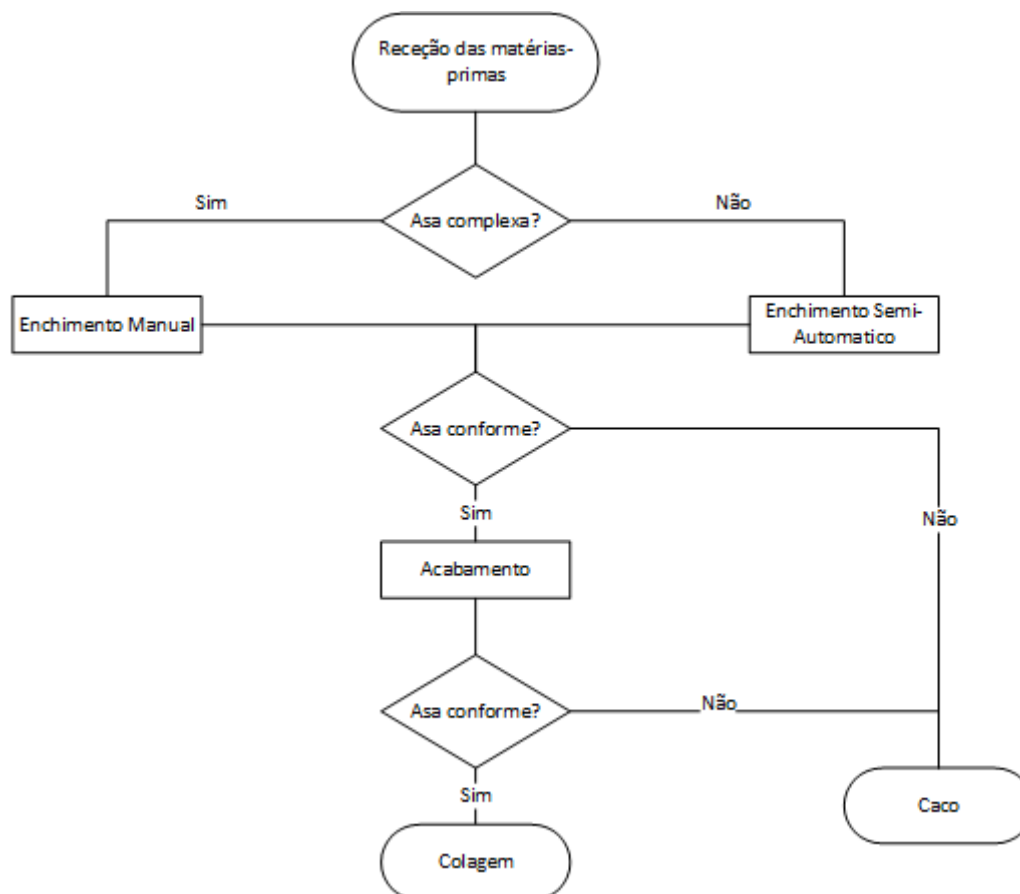 Receção das matérias-
primas
Sim
Não
Asa complexa?
Enchimento Manual
Enchimento Semi-
Automatico
Asa conforme?
Sim
Não
Acabamento
Asa conforme?
Não
Sim
Caco
Colagem